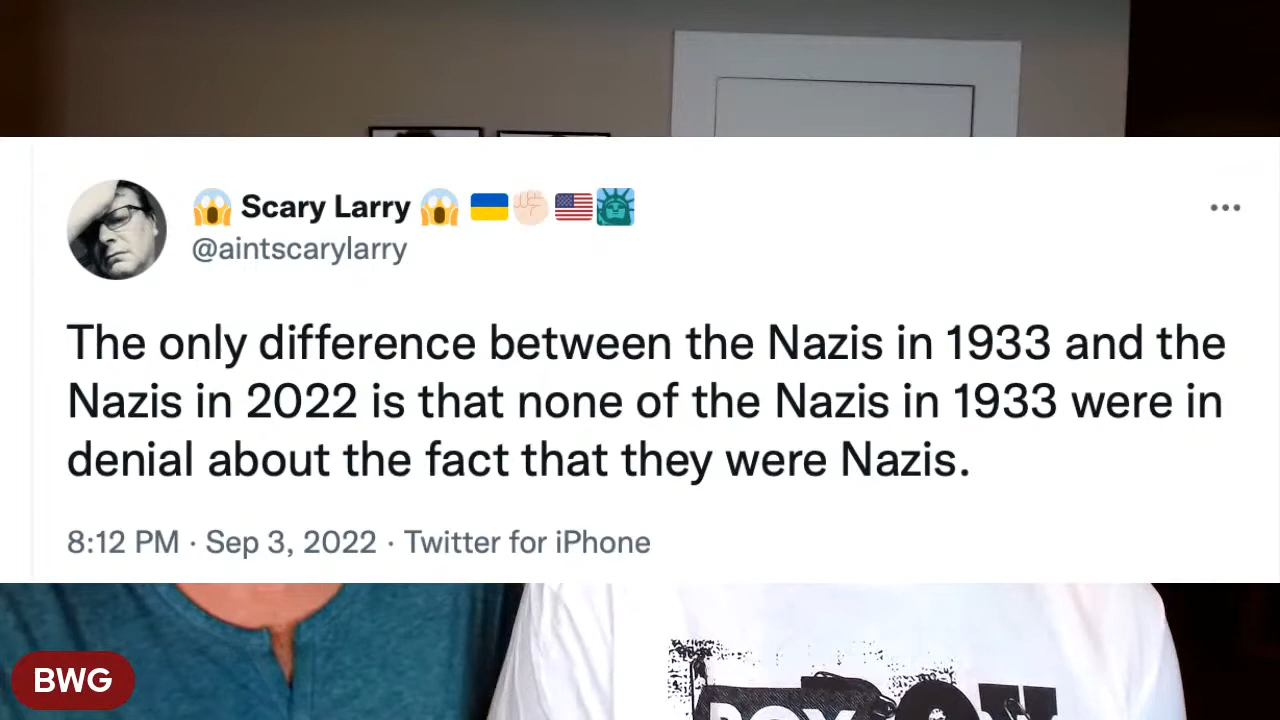 Scary Larry
@aintscarylarry
The only difference between the Nazis in 1933 and the
Nazis in 2022 is that none of the Nazis in 1933 were in
denial about the fact that they were Nazis.
8:12 PM · Sep 3, 2022 · Twitter for iPhone
BWG